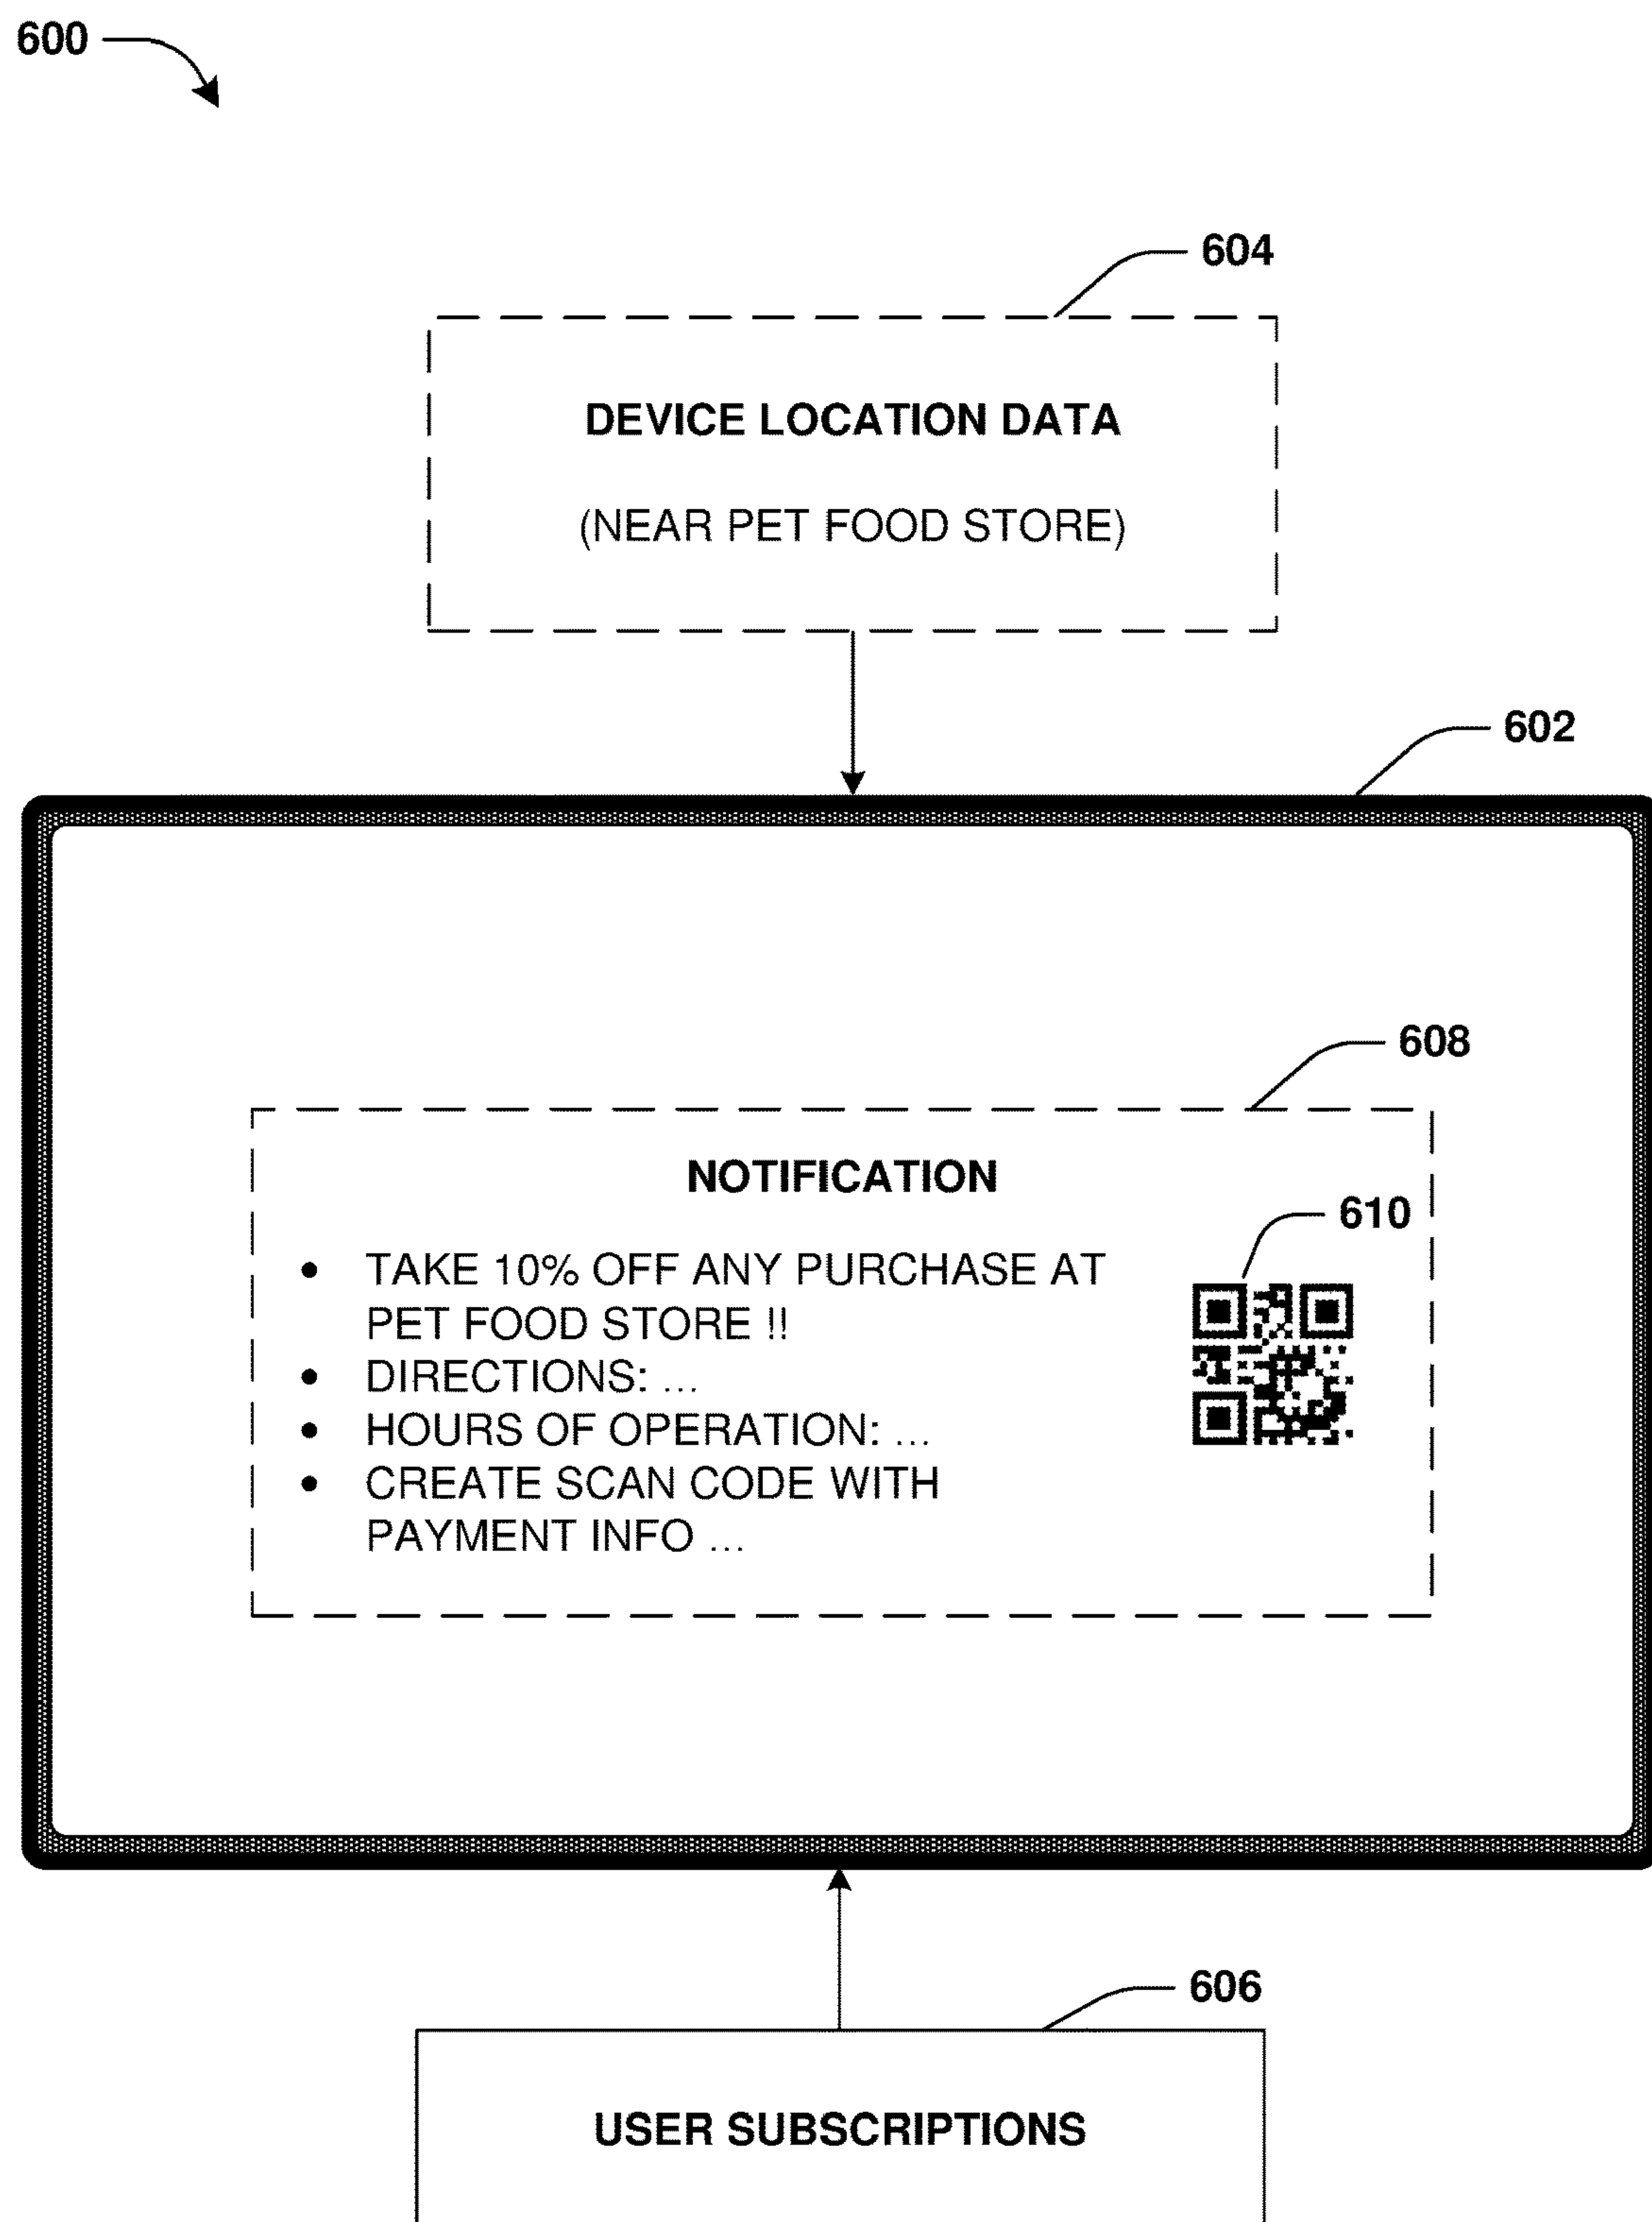 600
604
DEVICE LOCATION DATA
(NEAR PET FOOD STORE)
602
608
NOTIFICATION
610
• TAKE 10% OFF ANY PURCHASE AT
PET FOOD STORE !!
• DIRECTIONS: ...
• HOURS OF OPERATION: ...
• CREATE SCAN CODE WITH
PAYMENT INFO ...
606
USER SUBSCRIPTIONS